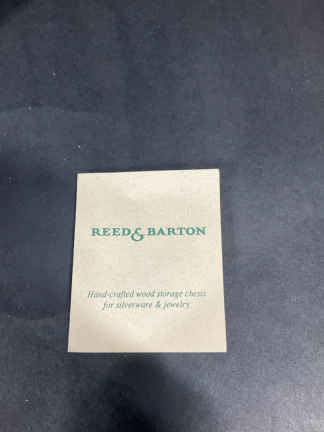 REED & BARTON
Hand-crafted wood storage chests
for silverware & jewelry